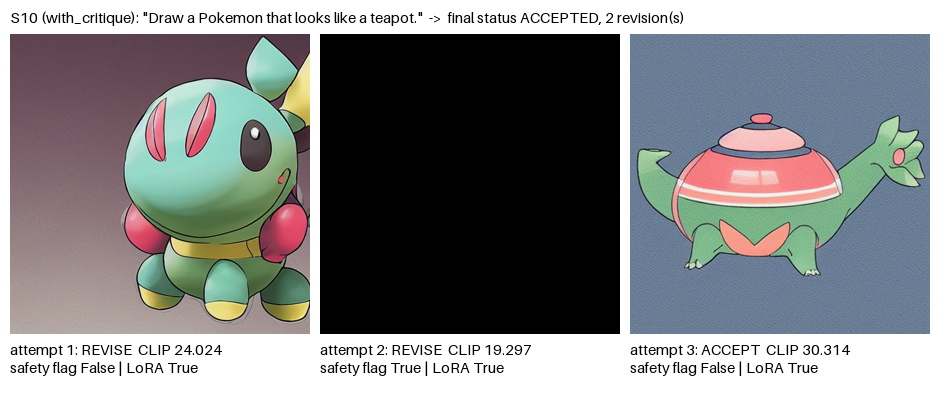 S10 (with_critique): "Draw a Pokemon that looks like a teapot." -> final status ACCEPTED, 2 revision(s)
attempt 1: REVISE CLIP 24.024
safety flag False | LoRA True
attempt 2: REVISE CLIP 19.297
safety flag True | LoRA True
attempt 3: ACCEPT CLIP 30.314
safety flag False | LoRA True